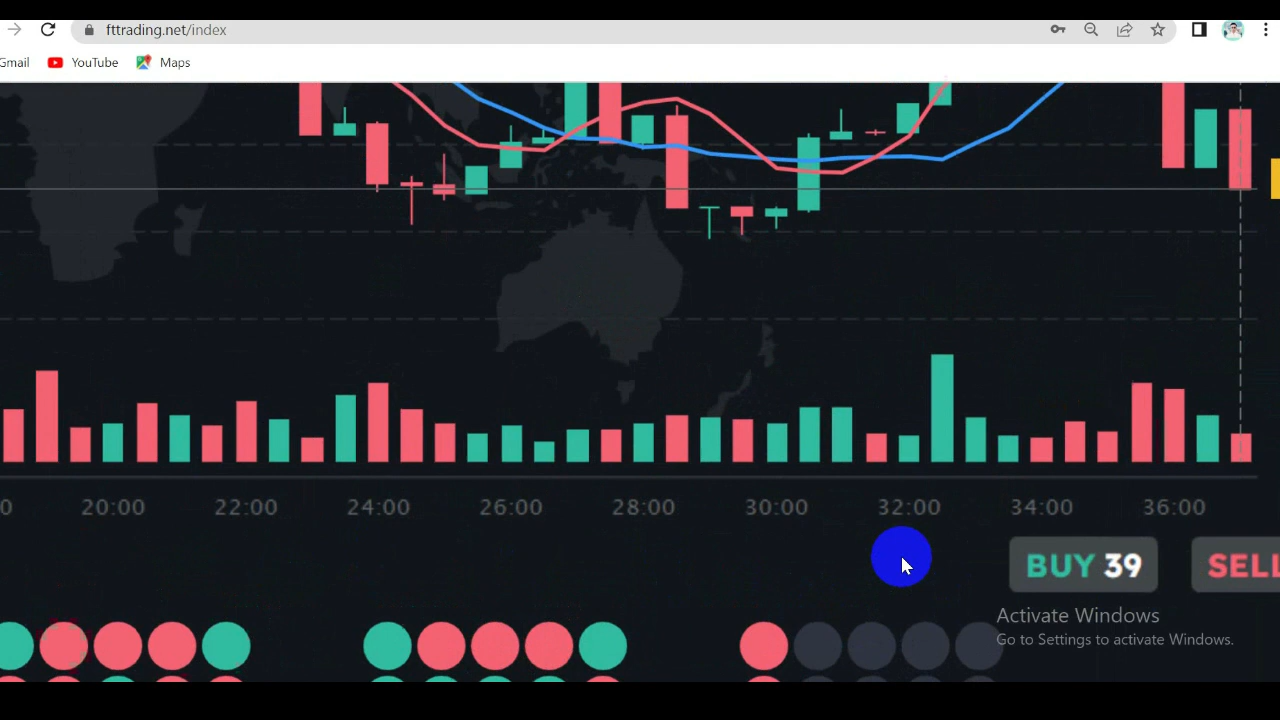 fttrading.net/index
Gmail YouTube Maps
0 20:00 22:00 24:00 26:00 28:00 30:00 32:00 34:00 36:00
BUY 39 SELL
Activate Windows
Go to Settings to activate Windows.